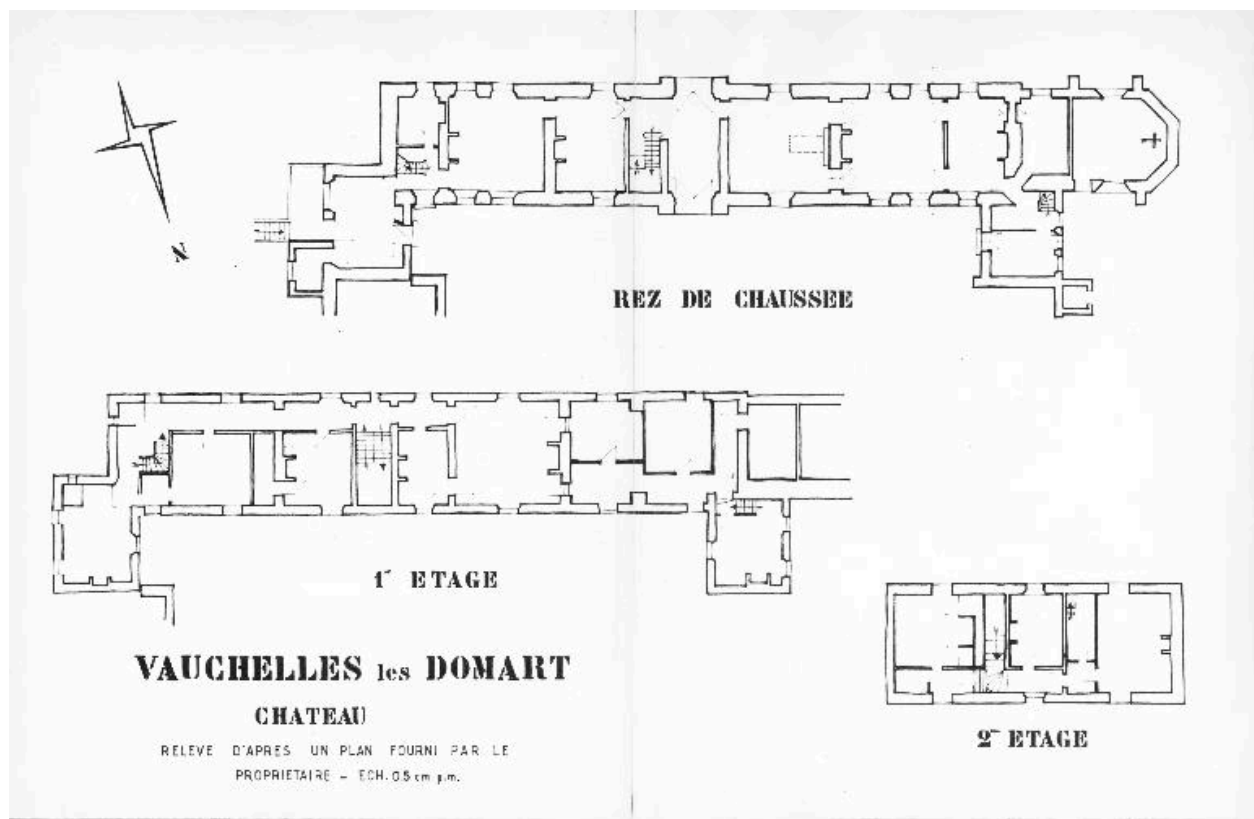 N
REZ DE CHAUSSEE
1er ETAGE
VAUCHELLES les DOMART
CHATEAU
RELEVE D'APRES UN PLAN FOURNI PAR LE
PROPRIETAIRE – ECH. 0.5 cm p.m.
2me ETAGE